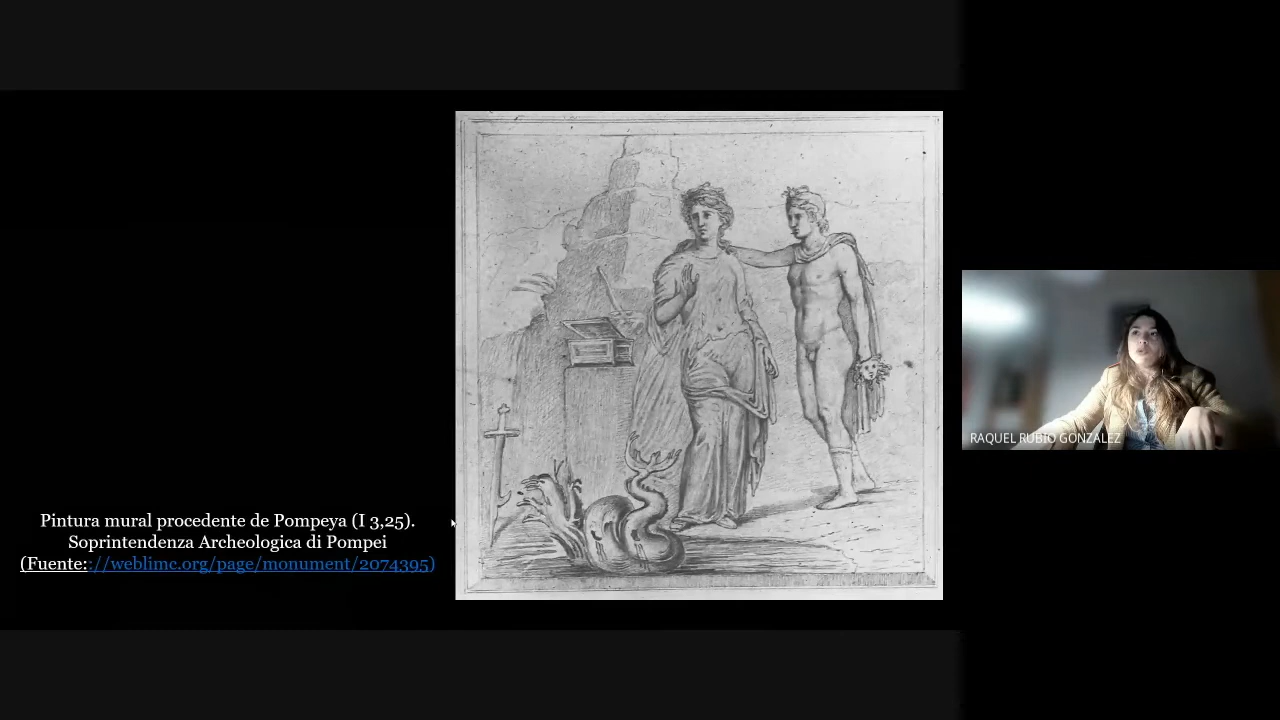 Pintura mural procedente de Pompeya (I 3,25).
Soprintendenza Archeologica di Pompei
(Fuente:://weblimc.org/page/monument/2074395)
RAQUEL RUBIO GONZALEZ